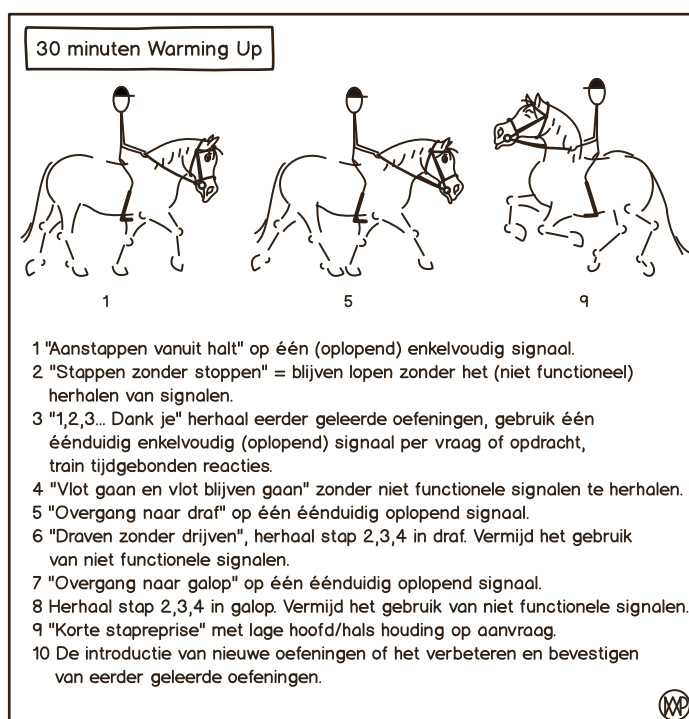 30 minuten Warming Up
1
5
9
1 "Aanstappen vanuit halt" op één (oplopend) enkelvoudig signaal.
2 "Stappen zonder stoppen" = blijven lopen zonder het (niet functioneel)
herhalen van signalen.
3 "1,2,3... Dank je" herhaal eerder geleerde oefeningen, gebruik één
éénduidig enkelvoudig (oplopend) signaal per vraag of opdracht,
train tijdgebonden reacties.
4 "Vlot gaan en vlot blijven gaan" zonder niet functionele signalen te herhalen.
5 "Overgang naar draf" op één éénduidig oplopend signaal.
6 "Draven zonder drijven", herhaal stap 2,3,4 in draf. Vermijd het gebruik
van niet functionele signalen.
7 "Overgang naar galop" op één éénduidig oplopend signaal.
8 Herhaal stap 2,3,4 in galop. Vermijd het gebruik van niet functionele signalen.
9 "Korte stapreprise" met lage hoofd/hals houding op aanvraag.
10 De introductie van nieuwe oefeningen of het verbeteren en bevestigen
van eerder geleerde oefeningen.